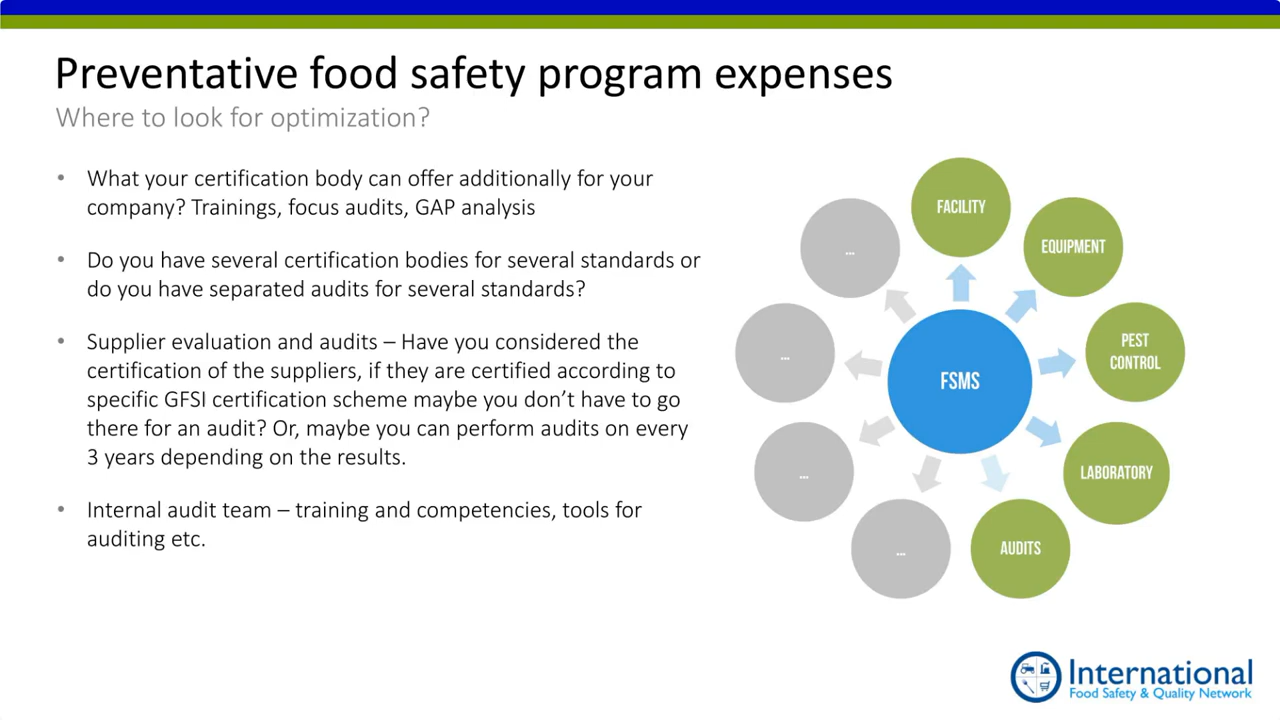 Preventative food safety program expenses
Where to look for optimization?
• What your certification body can offer additionally for your
company? Trainings, focus audits, GAP analysis
• Do you have several certification bodies for several standards or
do you have separated audits for several standards?
• Supplier evaluation and audits – Have you considered the
certification of the suppliers, if they are certified according to
specific GFSI certification scheme maybe you don’t have to go
there for an audit? Or, maybe you can perform audits on every
3 years depending on the results.
• Internal audit team – training and competencies, tools for
auditing etc.
FACILITY
EQUIPMENT
PEST
CONTROL
LABORATORY
AUDITS
...
...
...
...
FSMS
International
Food Safety & Quality Network